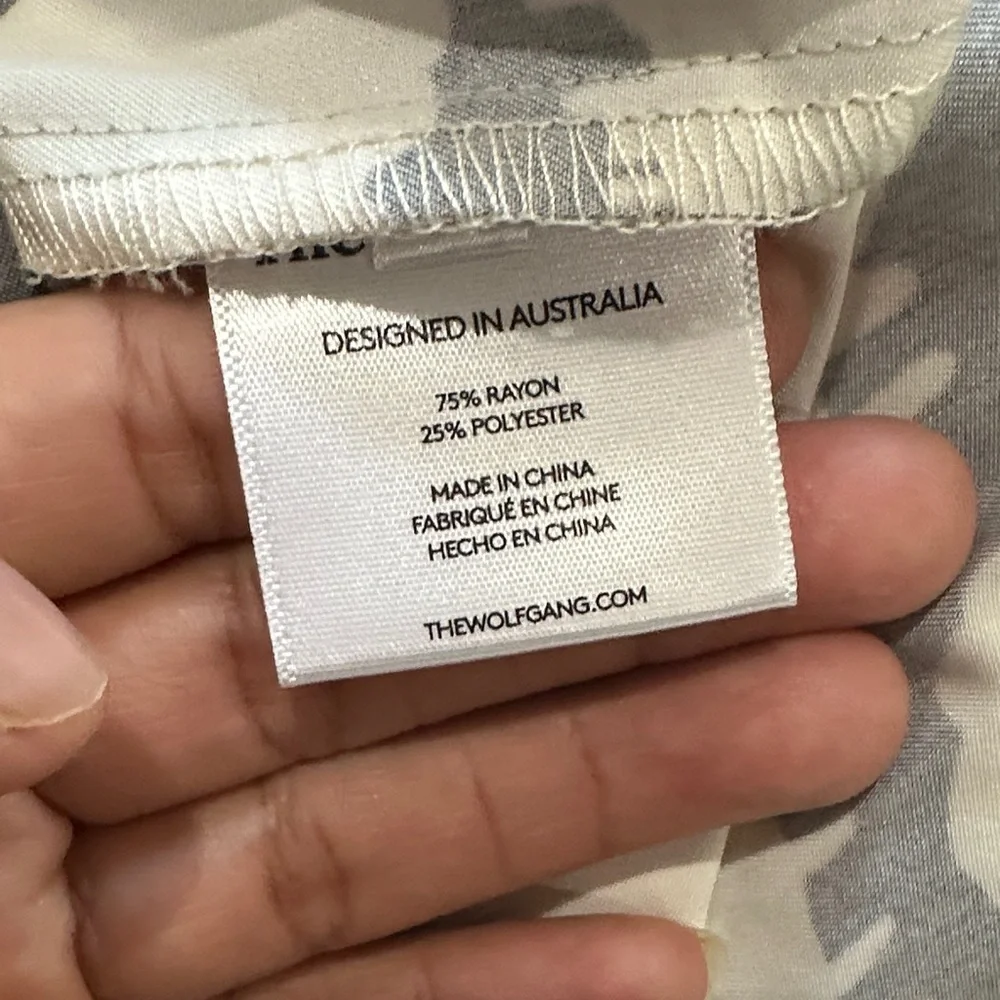 DESIGNED IN AUSTRALIA
75% RAYON
25% POLYESTER
MADE IN CHINA
FABRIQUÉ EN CHINE
HECHO EN CHINA
THEWOLFGANG.COM